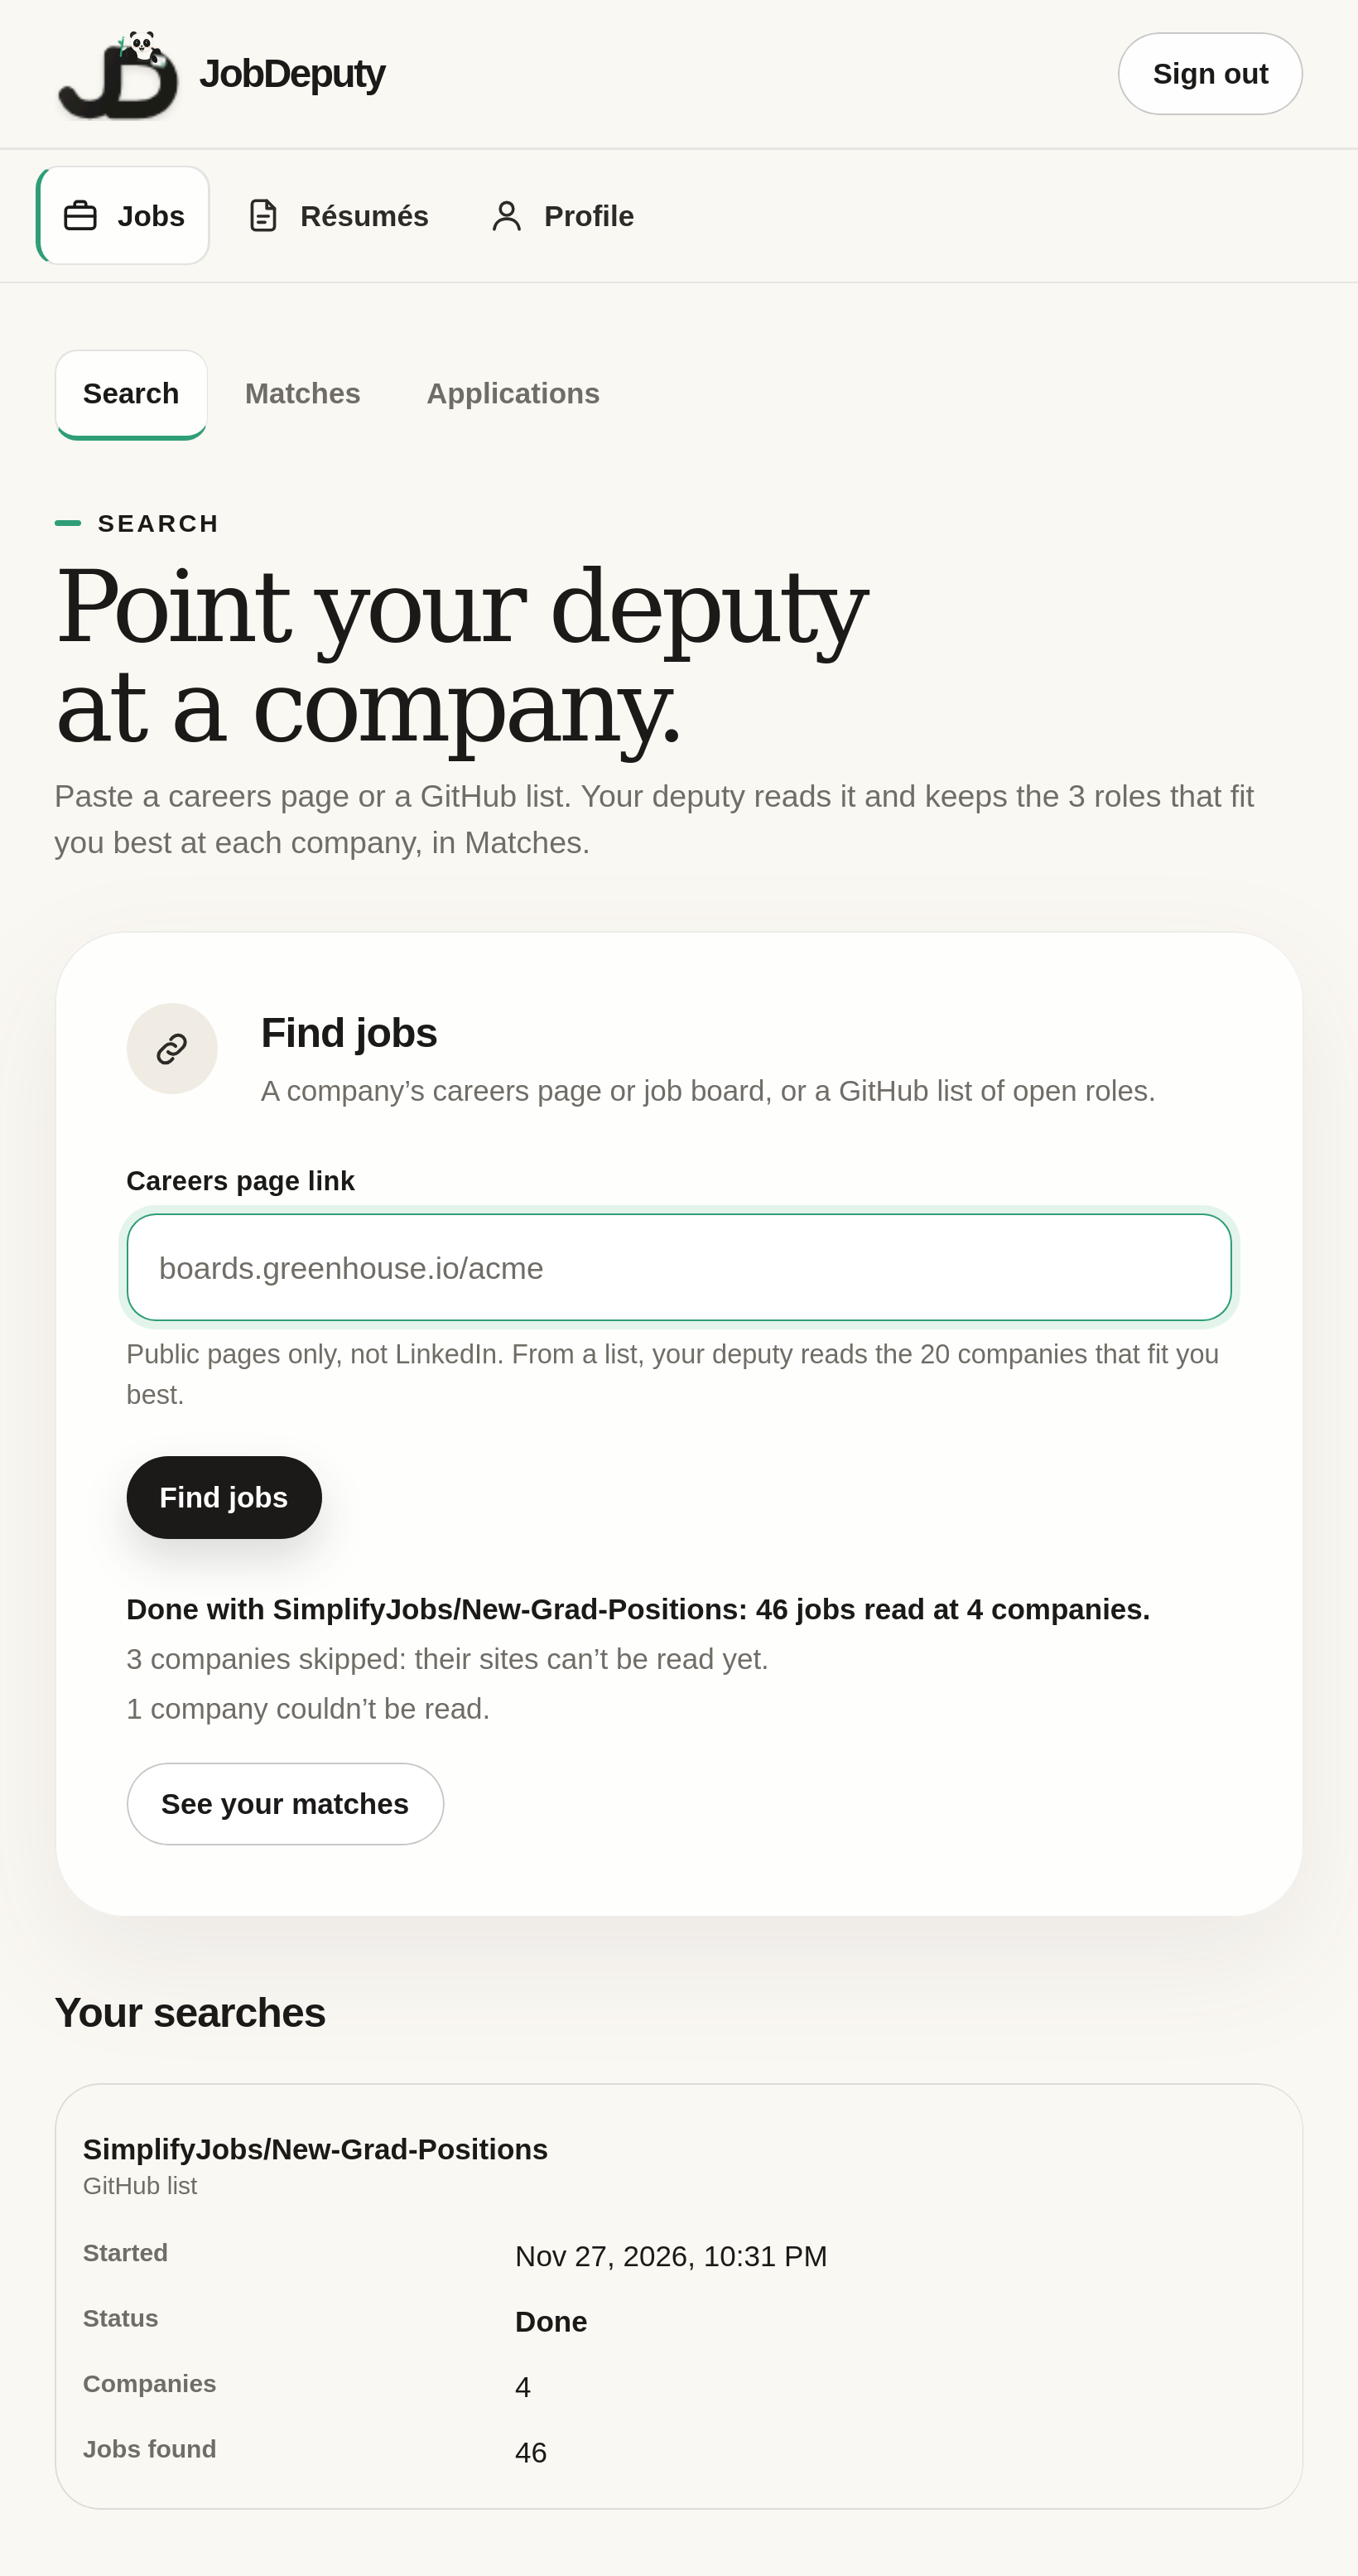 JD JobDeputy
Sign out
Jobs
Résumés
Profile
Search
Matches
Applications
SEARCH
Point your deputy
at a company.
Paste a careers page or a GitHub list. Your deputy reads it and keeps the 3 roles that fit
you best at each company, in Matches.
Find jobs
A company’s careers page or job board, or a GitHub list of open roles.
Careers page link
boards.greenhouse.io/acme
Public pages only, not LinkedIn. From a list, your deputy reads the 20 companies that fit you
best.
Find jobs
Done with SimplifyJobs/New-Grad-Positions: 46 jobs read at 4 companies.
3 companies skipped: their sites can’t be read yet.
1 company couldn’t be read.
See your matches
Your searches
SimplifyJobs/New-Grad-Positions
GitHub list
Started Nov 27, 2026, 10:31 PM
Status Done
Companies 4
Jobs found 46